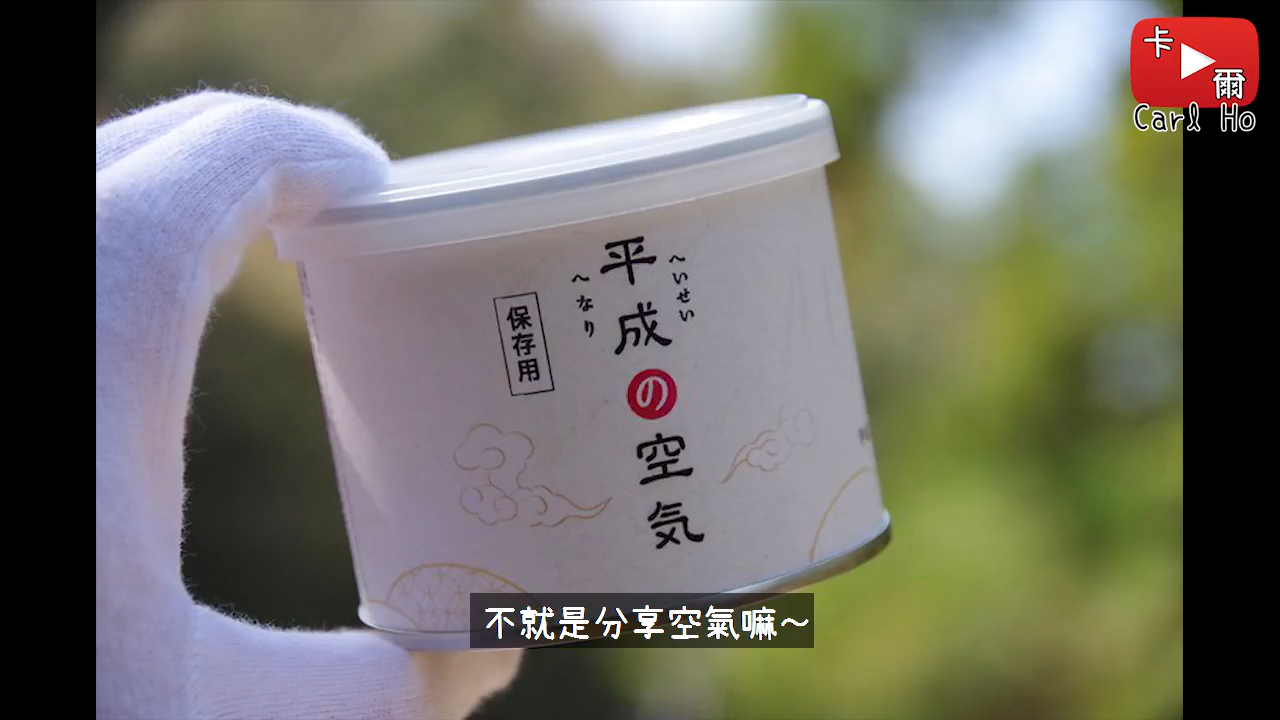 卡
爾
Carl Ho
平成の空気
へいせい
へなり
保存用
不就是分享空氣嘛~